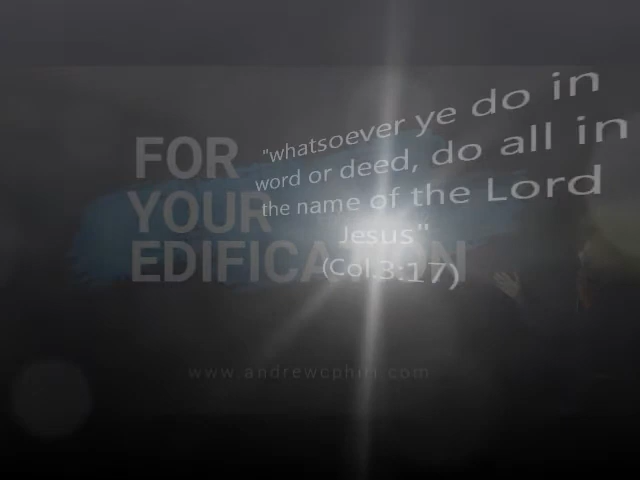 FOR
YOUR
EDIFICATION
"whatsoever ye do in
word or deed, do all in
the name of the Lord
Jesus"
(Col.3:17)
www.andrewcphiri.com